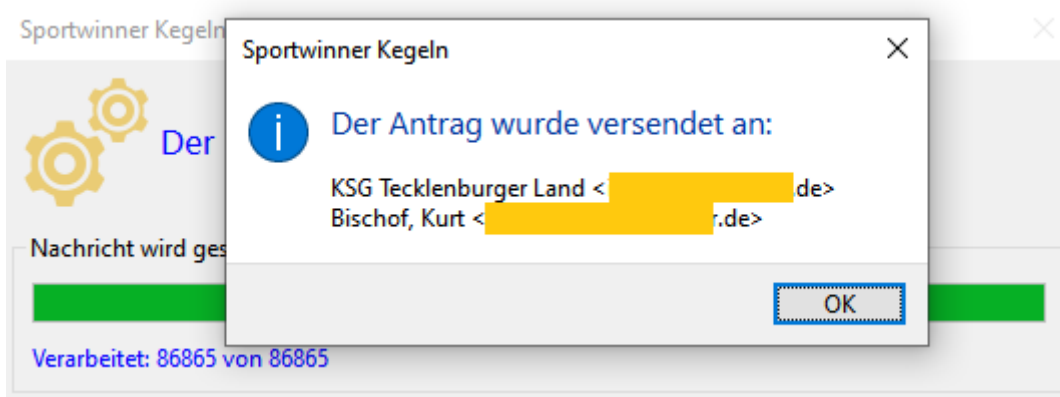 Sportwinner Kegeln
Sportwinner Kegeln
Der
Der Antrag wurde versendet an:
KSG Tecklenburger Land < .de>
Bischof, Kurt < r.de>
Nachricht wird ges
OK
Verarbeitet: 86865 von 86865